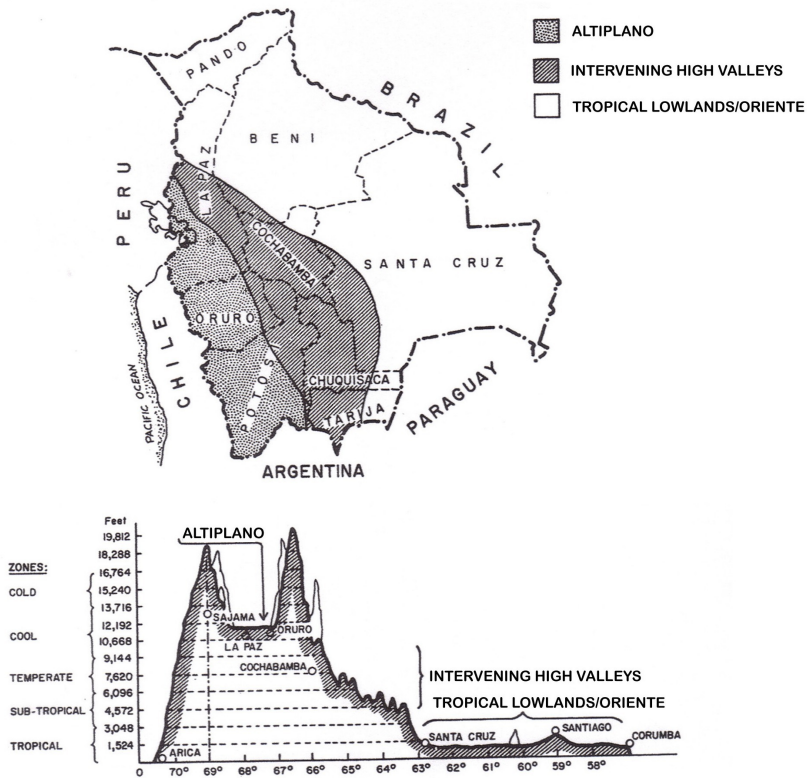 ALTIPLANO
INTERVENING HIGH VALLEYS
TROPICAL LOWLANDS/ORIENTE
PANDO
BRAZIL
BENI
LA PAZ
PERU
COCHABAMBA
SANTA CRUZ
ORURO
CHILE
POTOSI
CHUQUISACA
PACIFIC OCEAN
TARIJA
PARAGUAY
ARGENTINA
Feet
19,812
18,288
16,764
15,240
13,716
12,192
10,668
9,144
7,620
6,096
4,572
3,048
1,524
ZONES:
COLD
COOL
TEMPERATE
SUB-TROPICAL
TROPICAL
ALTIPLANO
SAJAMA
ORURO
LA PAZ
COCHABAMBA
INTERVENING HIGH VALLEYS
TROPICAL LOWLANDS/ORIENTE
SANTA CRUZ
SANTIAGO
CORUMBA
ARICA
0 70° 69° 68° 67° 66° 65° 64° 63° 62° 61° 60° 59° 58°